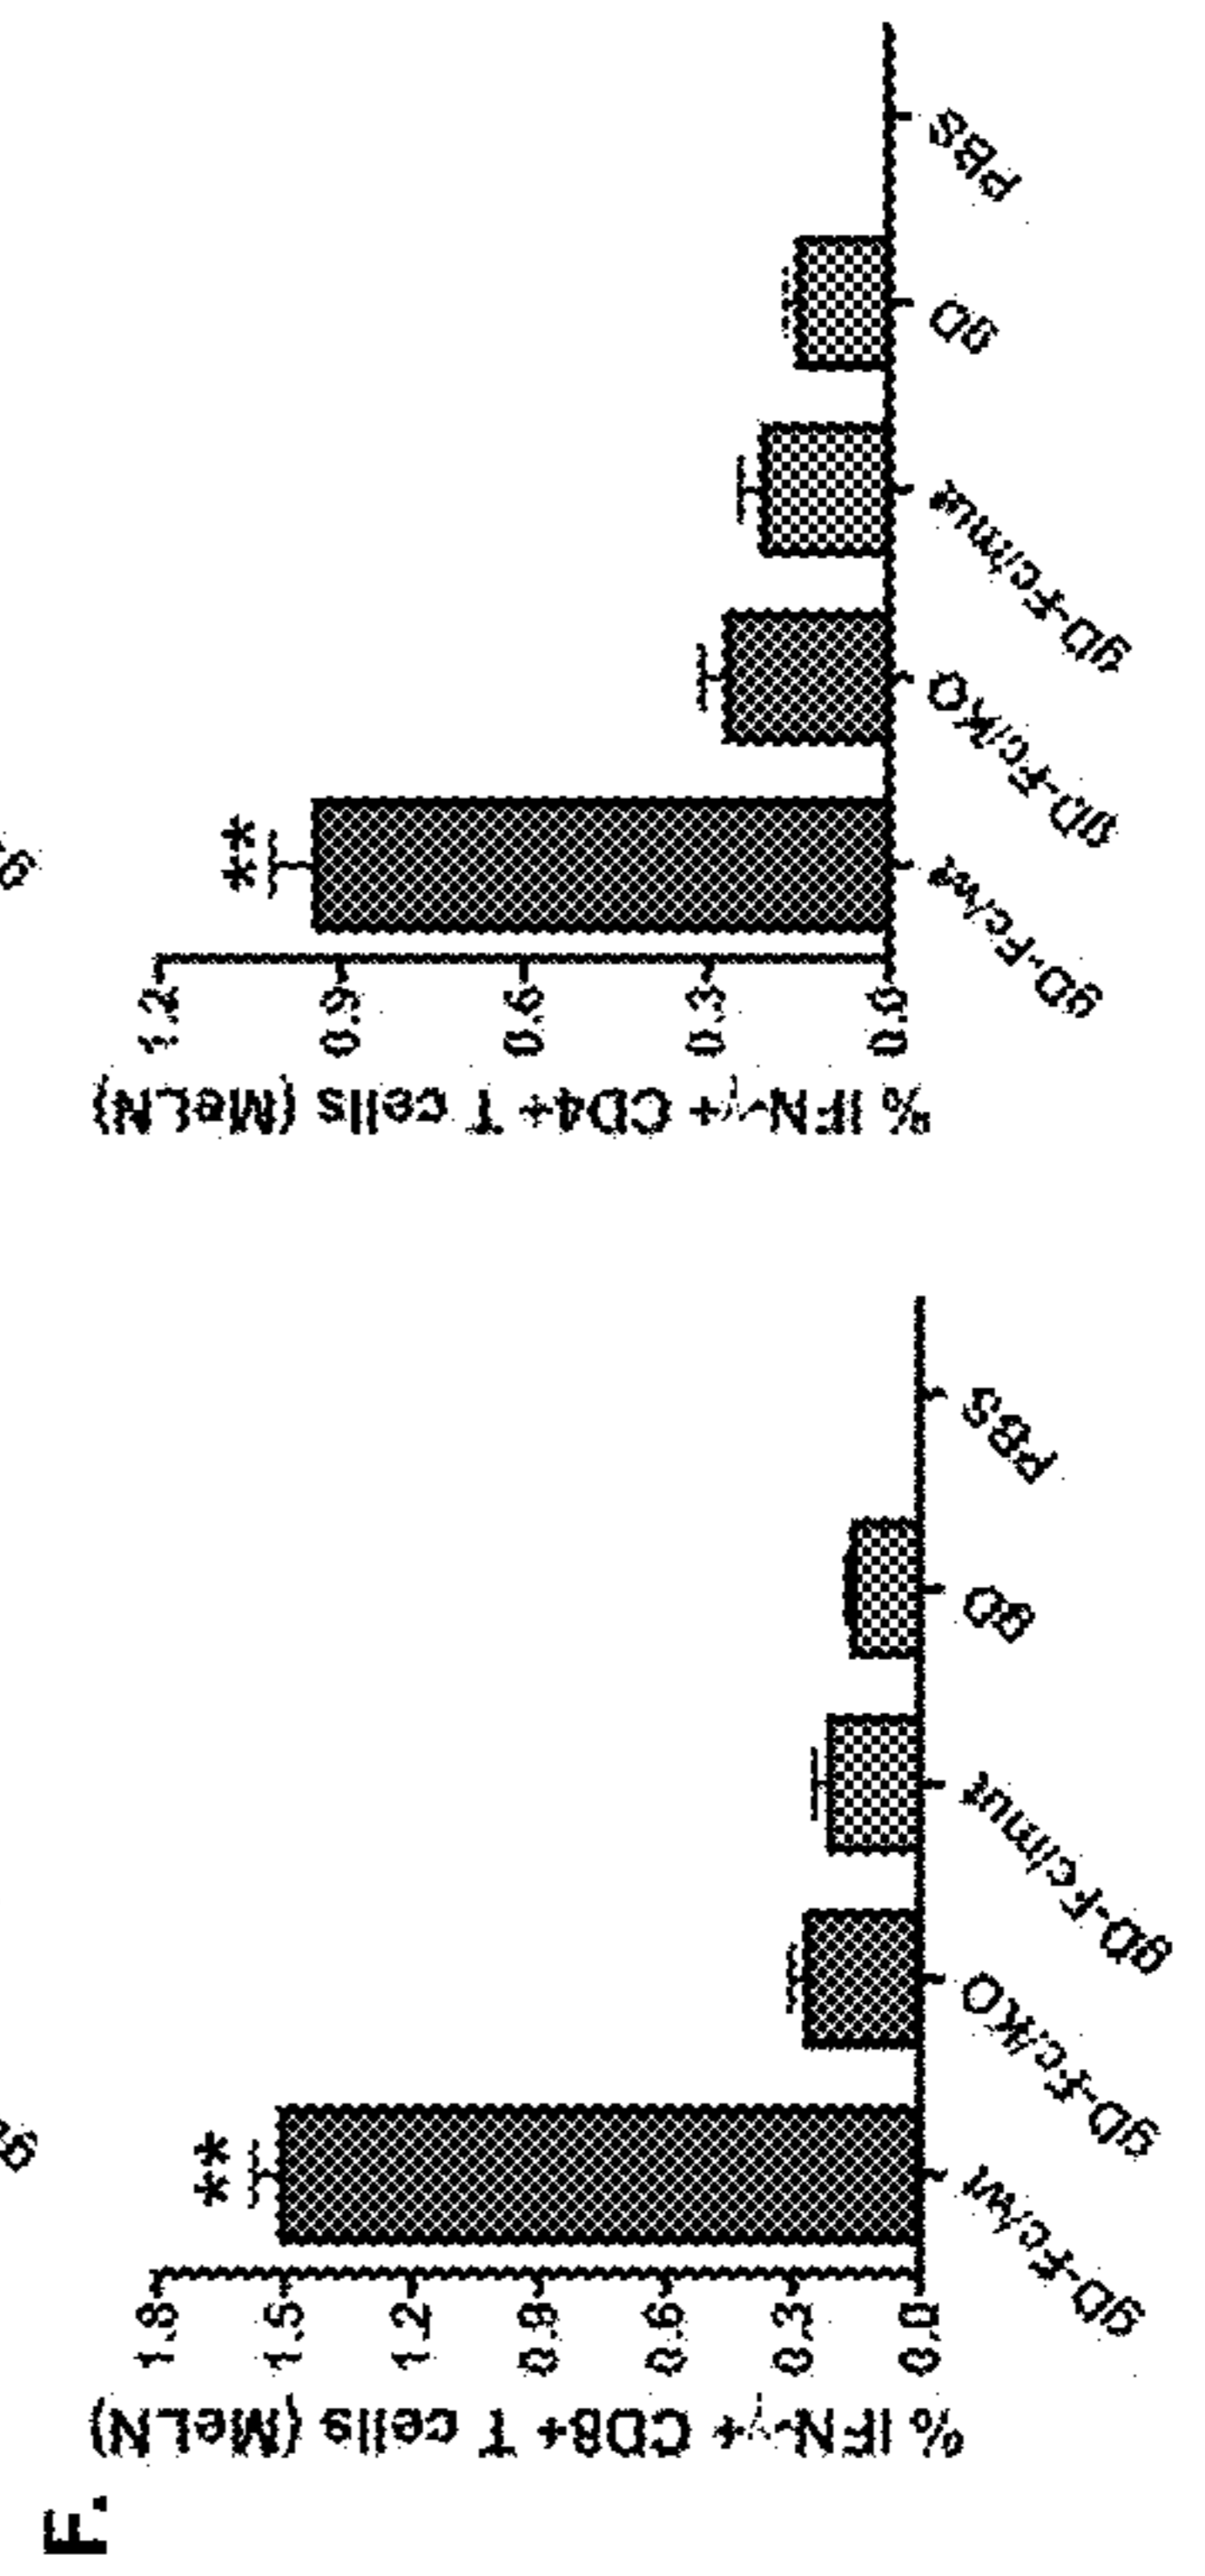 F.
% IFN-γ+ CD8+ T cells (MeLN)
1.8
1.5
1.2
0.9
0.6
0.3
0.0
**
gD-Fc/wt
gD-Fc/KO
gD-Fc/mut
gD
PBS
% IFN-γ+ CD4+ T cells (MeLN)
1.2
0.9
0.6
0.3
0.0
**
gD-Fc/wt
gD-Fc/KO
gD-Fc/mut
gD
PBS